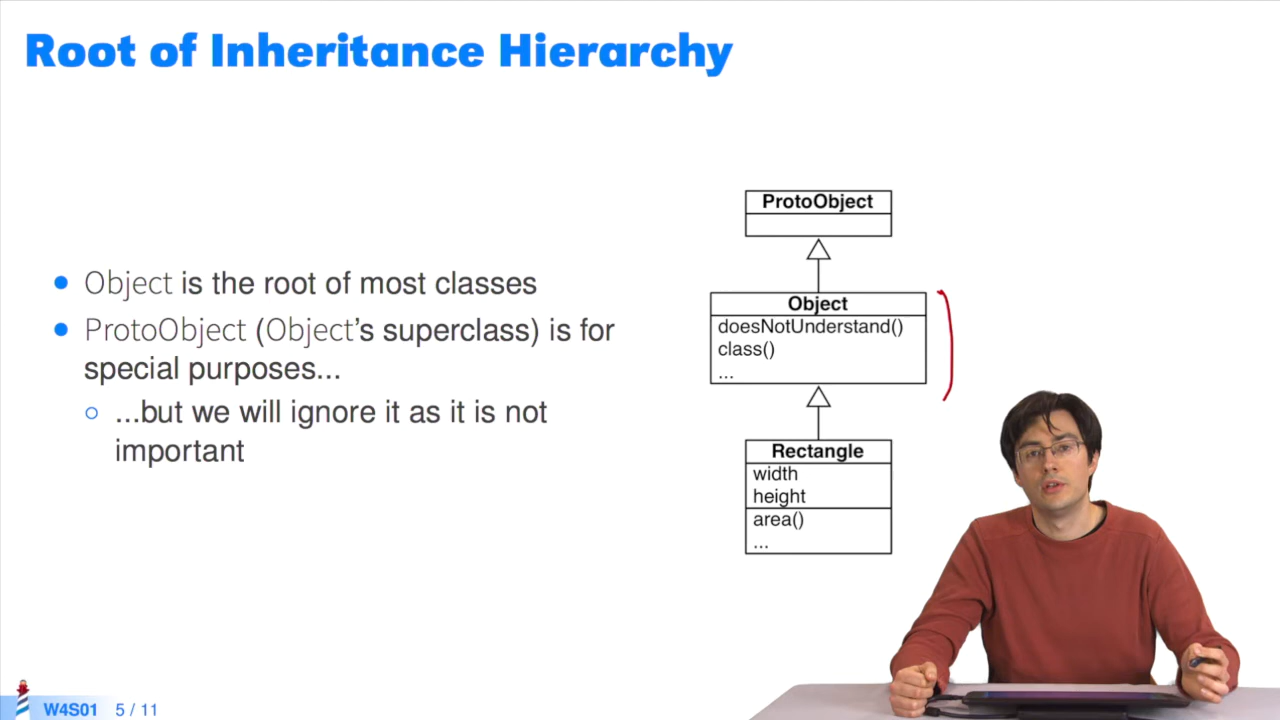 Root of Inheritance Hierarchy
Object is the root of most classes
ProtoObject (Object's superclass) is for
special purposes...
...but we will ignore it as it is not
important
ProtoObject
Object
doesNotUnderstand()
class()
...
Rectangle
width
height
area()
...
W4S01 5 / 11